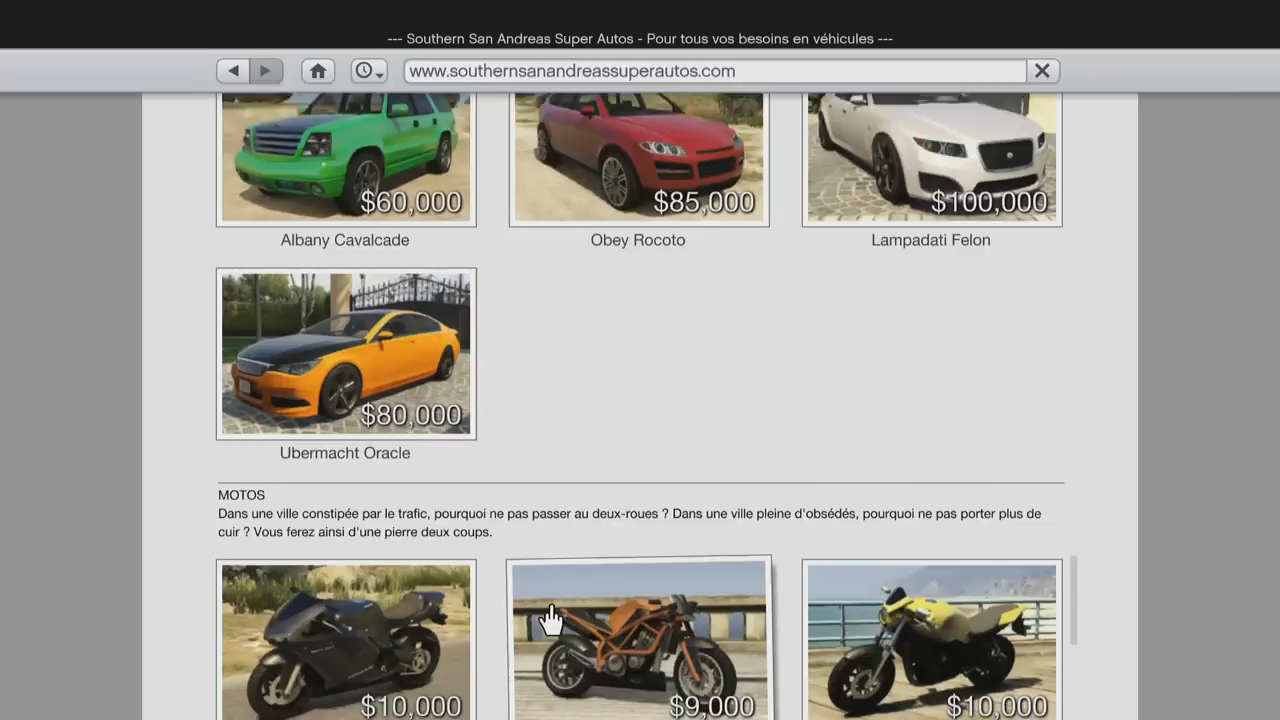 --- Southern San Andreas Super Autos - Pour tous vos besoins en véhicules ---
www.southernsanandreassuperautos.com
$60,000
$85,000
$100,000
Albany Cavalcade
Obey Rocoto
Lampadati Felon
$80,000
Ubermacht Oracle
MOTOS
Dans une ville constipée par le trafic, pourquoi ne pas passer au deux-roues ? Dans une ville pleine d'obsédés, pourquoi ne pas porter plus de
cuir ? Vous ferez ainsi d'une pierre deux coups.
$10,000
$9,000
$10,000